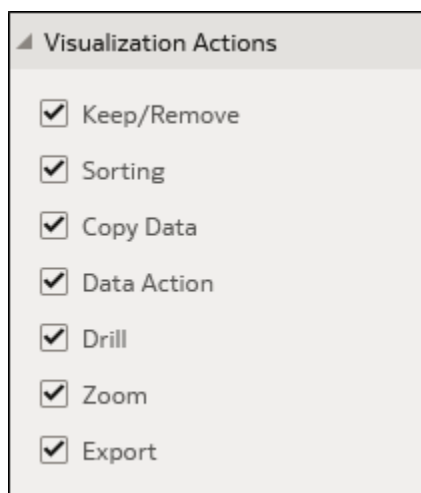 Visualization Actions
Keep/Remove
Sorting
Copy Data
Data Action
Drill
Zoom
Export